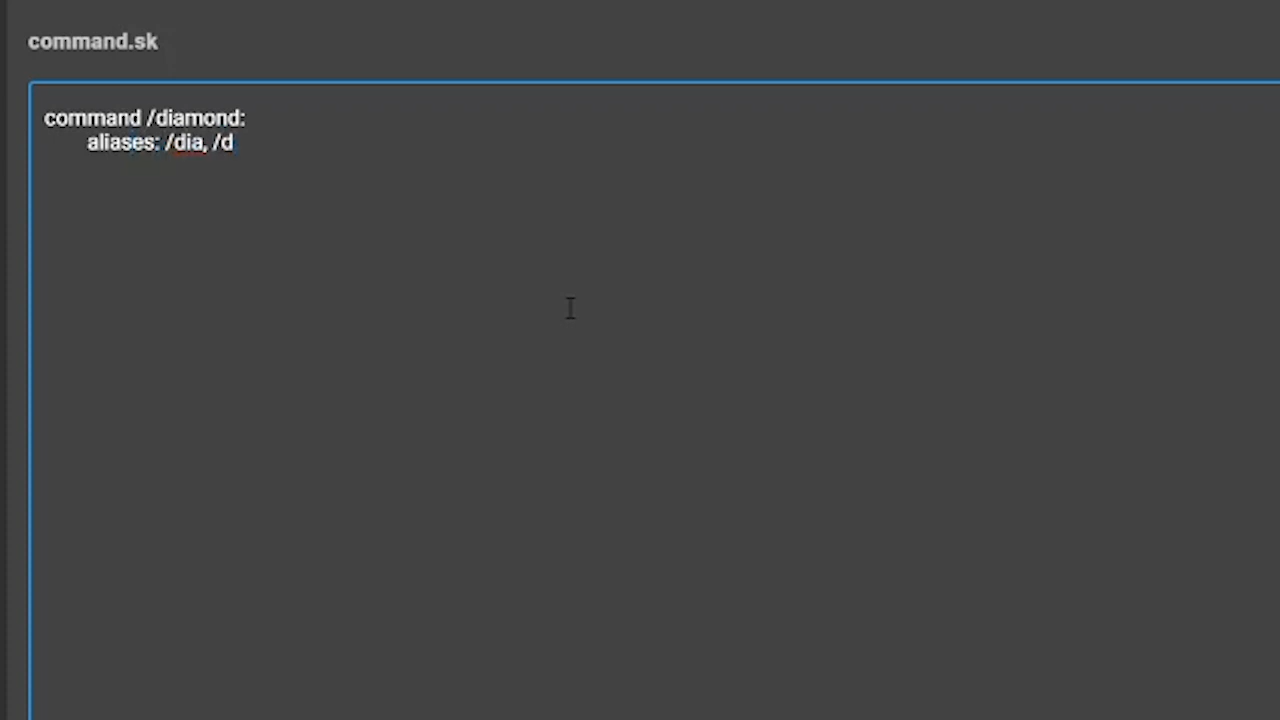 command.sk
command /diamond:
aliases: /dia, /d